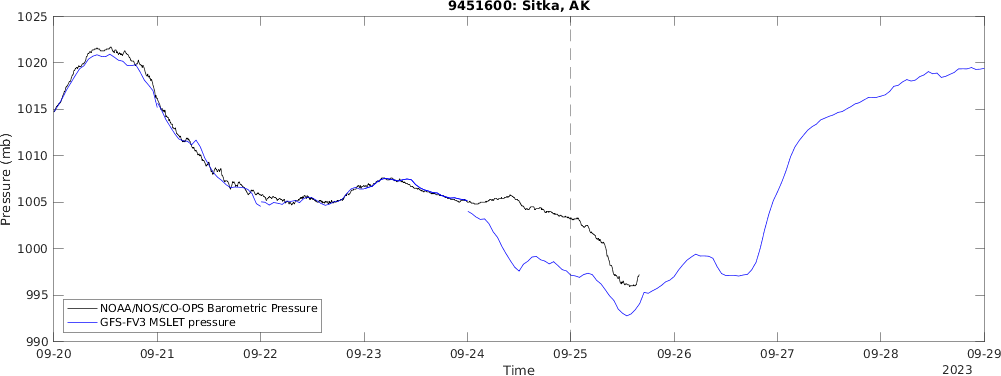 9451600: Sitka, AK
1025
1020
1015
1010
1005
1000
995
990
Pressure (mb)
NOAA/NOS/CO-OPS Barometric Pressure
GFS-FV3 MSLET pressure
09-20 09-21 09-22 09-23 09-24 09-25 09-26 09-27 09-28 09-29
Time
2023